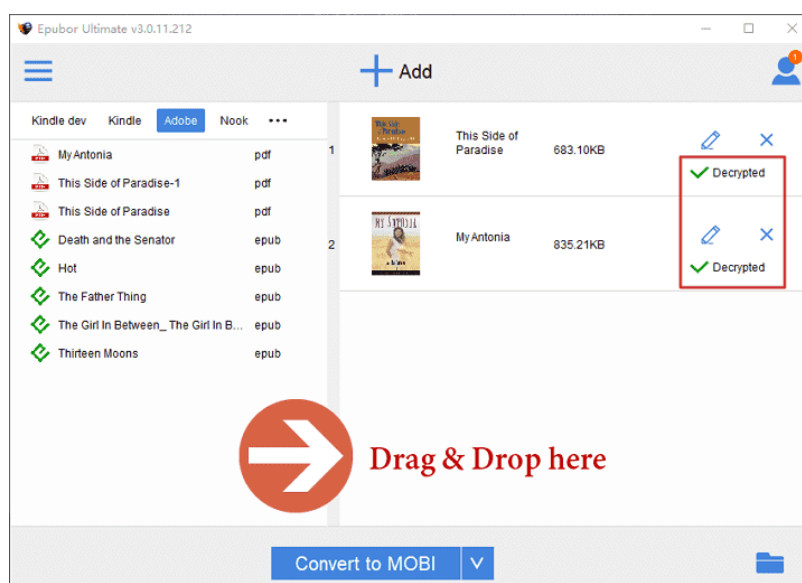 Epubor Ultimate v3.0.11.212
Add
1
Kindle dev Kindle Adobe Nook •••
My Antonia pdf
This Side of Paradise-1 pdf
This Side of Paradise pdf
Death and the Senator epub
Hot epub
The Father Thing epub
The Girl In Between_ The Girl In B... epub
Thirteen Moons epub
1
This Side of
Paradise
683.10KB
Decrypted
2
MY ANTONIA
My Antonia
835.21KB
Decrypted
Drag & Drop here
Convert to MOBI